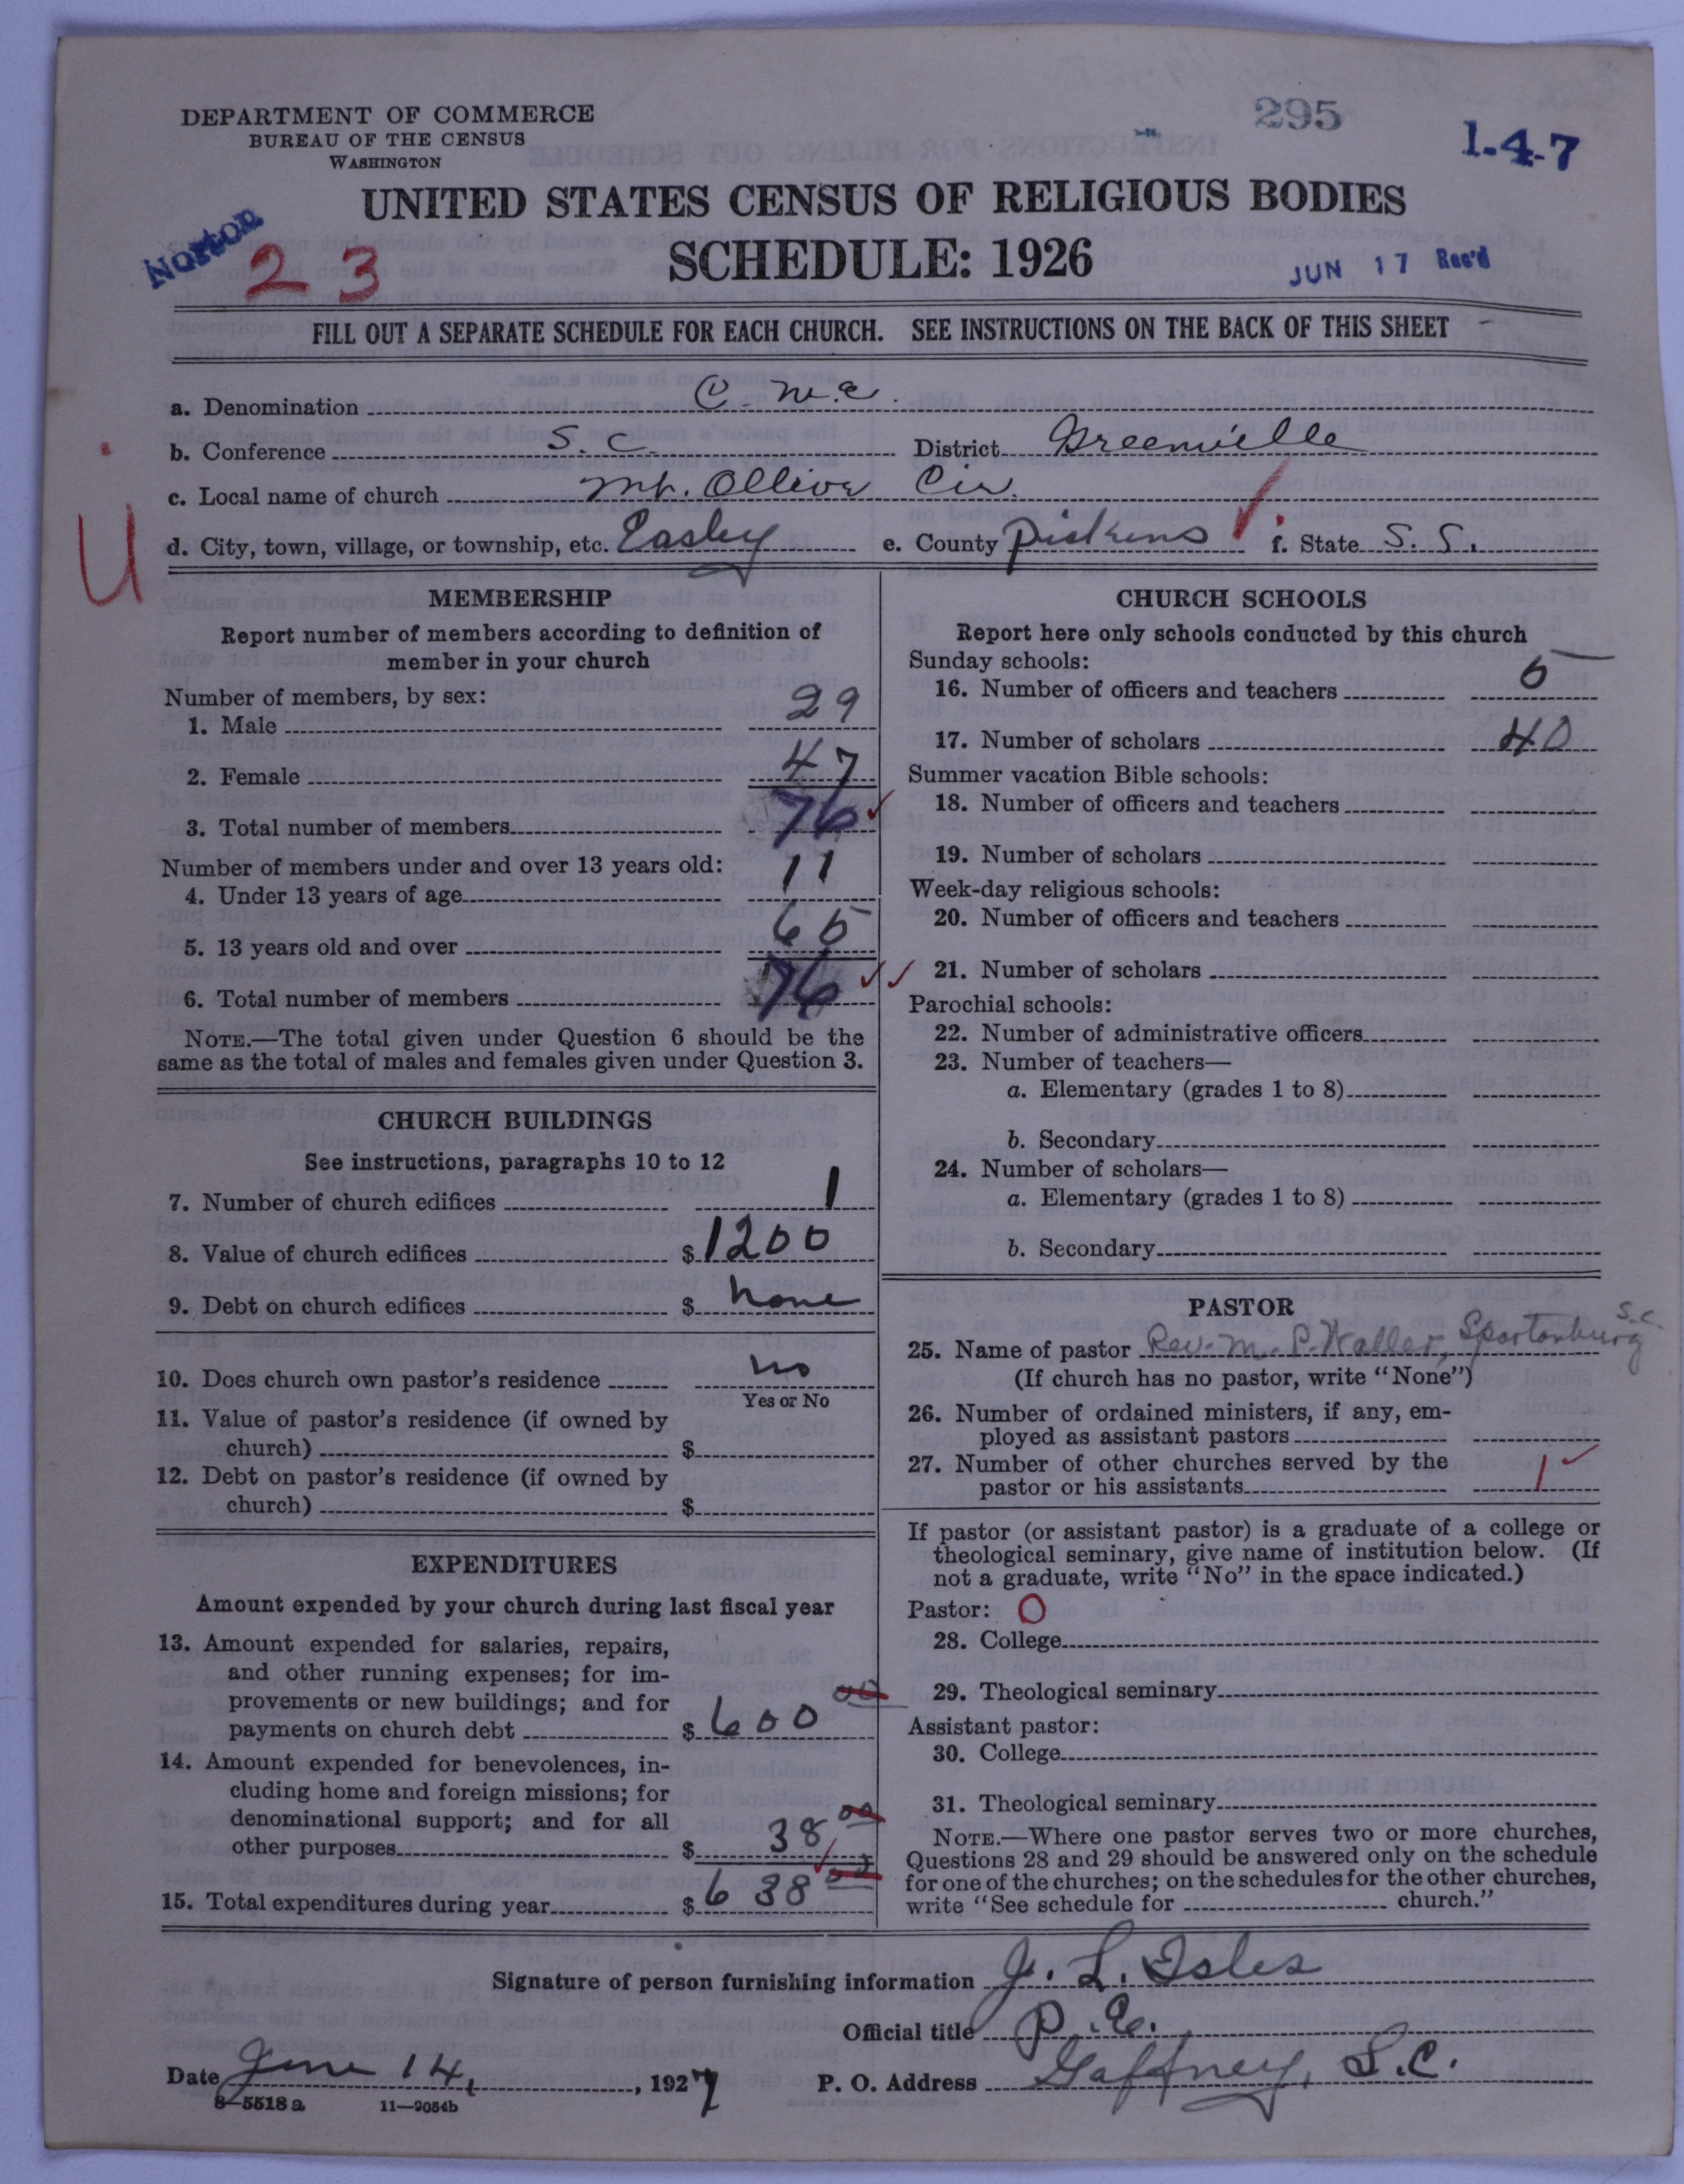 DEPARTMENT OF COMMERCE
BUREAU OF THE CENSUS
WASHINGTON
295
1-4-7
UNITED STATES CENSUS OF RELIGIOUS BODIES
SCHEDULE: 1926
Norton
23
JUN 17 Rec'd
FILL OUT A SEPARATE SCHEDULE FOR EACH CHURCH. SEE INSTRUCTIONS ON THE BACK OF THIS SHEET
a. Denomination C. M. E.
b. Conference S. C. District Greenville
c. Local name of church Mt. Ollive Cir.
d. City, town, village, or township, etc. Easley e. County Pickens f. State S. C.
U
MEMBERSHIP
Report number of members according to definition of
member in your church
Number of members, by sex:
1. Male 29
2. Female 47
3. Total number of members 76
Number of members under and over 13 years old:
4. Under 13 years of age 11
5. 13 years old and over 65
6. Total number of members 76
NOTE.—The total given under Question 6 should be the
same as the total of males and females given under Question 3.
CHURCH BUILDINGS
See instructions, paragraphs 10 to 12
7. Number of church edifices 1
8. Value of church edifices $ 1200
9. Debt on church edifices $ none
10. Does church own pastor's residence no
Yes or No
11. Value of pastor's residence (if owned by
church) $
12. Debt on pastor's residence (if owned by
church) $
EXPENDITURES
Amount expended by your church during last fiscal year
13. Amount expended for salaries, repairs,
and other running expenses; for im-
provements or new buildings; and for
payments on church debt $ 600 00
14. Amount expended for benevolences, in-
cluding home and foreign missions; for
denominational support; and for all
other purposes $ 38 00
15. Total expenditures during year $ 638 00
CHURCH SCHOOLS
Report here only schools conducted by this church
Sunday schools:
16. Number of officers and teachers 5
17. Number of scholars 40
Summer vacation Bible schools:
18. Number of officers and teachers
19. Number of scholars
Week-day religious schools:
20. Number of officers and teachers
21. Number of scholars
Parochial schools:
22. Number of administrative officers
23. Number of teachers—
a. Elementary (grades 1 to 8)
b. Secondary
24. Number of scholars—
a. Elementary (grades 1 to 8)
b. Secondary
PASTOR
25. Name of pastor Rev. M. P. Waller, Spartanburg S.C.
(If church has no pastor, write "None")
26. Number of ordained ministers, if any, em-
ployed as assistant pastors
27. Number of other churches served by the
pastor or his assistants 1
If pastor (or assistant pastor) is a graduate of a college or
theological seminary, give name of institution below. (If
not a graduate, write "No" in the space indicated.)
Pastor: O
28. College
29. Theological seminary
Assistant pastor:
30. College
31. Theological seminary
NOTE.—Where one pastor serves two or more churches,
Questions 28 and 29 should be answered only on the schedule
for one of the churches; on the schedules for the other churches,
write "See schedule for church."
Signature of person furnishing information J. L. Isles
Official title P. E.
Date June 14, 1927 P. O. Address Gaffney, S.C.
8—5518 a 11—9054b